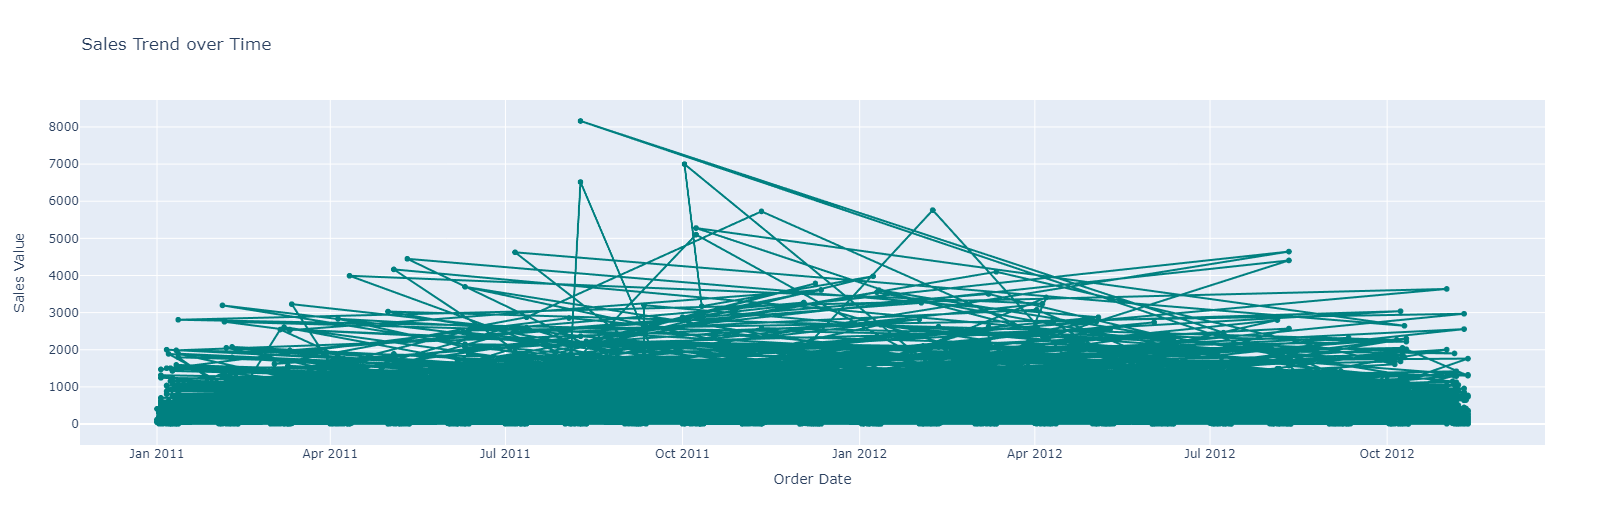 Sales Trend over Time
8000
7000
6000
5000
4000
3000
2000
1000
0
Sales Value
Jan 2011 Apr 2011 Jul 2011 Oct 2011 Jan 2012 Apr 2012 Jul 2012 Oct 2012
Order Date